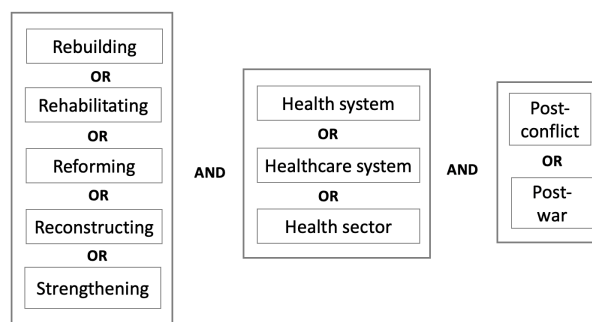 Rebuilding
OR
Rehabilitating
OR
Reforming
OR
Reconstructing
OR
Strengthening
AND
Health system
OR
Healthcare system
OR
Health sector
AND
Post-
conflict
OR
Post-
war